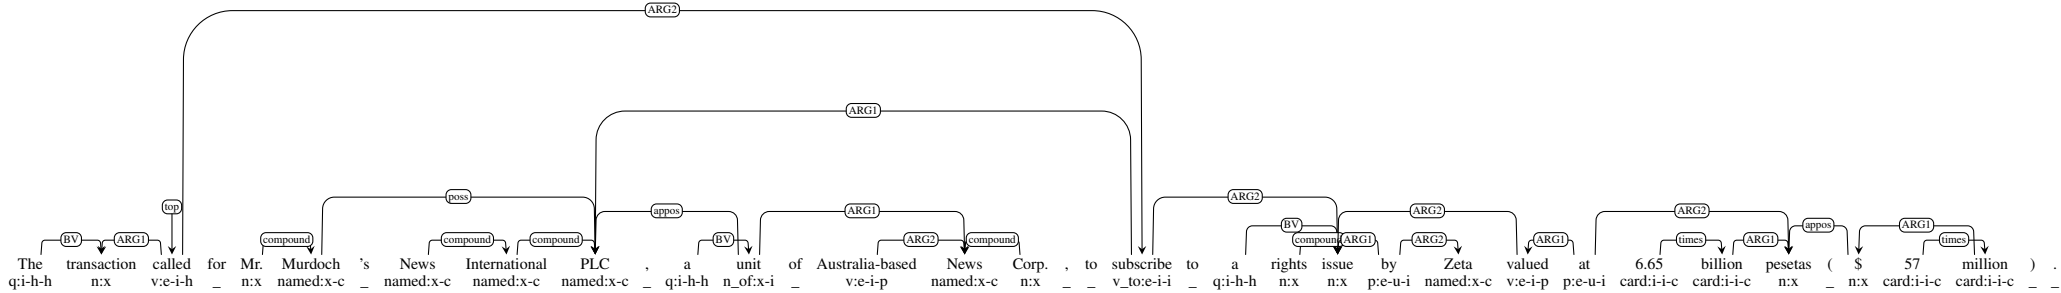 ARG2
ARG1
poss ARG2
top appos ARG1 ARG2 ARG2
BV appos ARG1
BV ARG1 compound compound compound BV ARG2 compound compound ARG1 ARG2 ARG1 times ARG1 times
The transaction called for Mr. Murdoch 's News International PLC , a unit of Australia-based News Corp. , to subscribe to a rights issue by Zeta valued at 6.65 billion pesetas ( $ 57 million ) .
q:i-h-h n:x v:e-i-h _ n:x named:x-c _ named:x-c named:x-c named:x-c _ q:i-h-h n_of:x-i _ v:e-i-p named:x-c n:x _ _ v_to:e-i-i _ q:i-h-h n:x n:x p:e-u-i named:x-c v:e-i-p p:e-u-i card:i-i-c card:i-i-c n:x _ n:x card:i-i-c card:i-i-c _ _